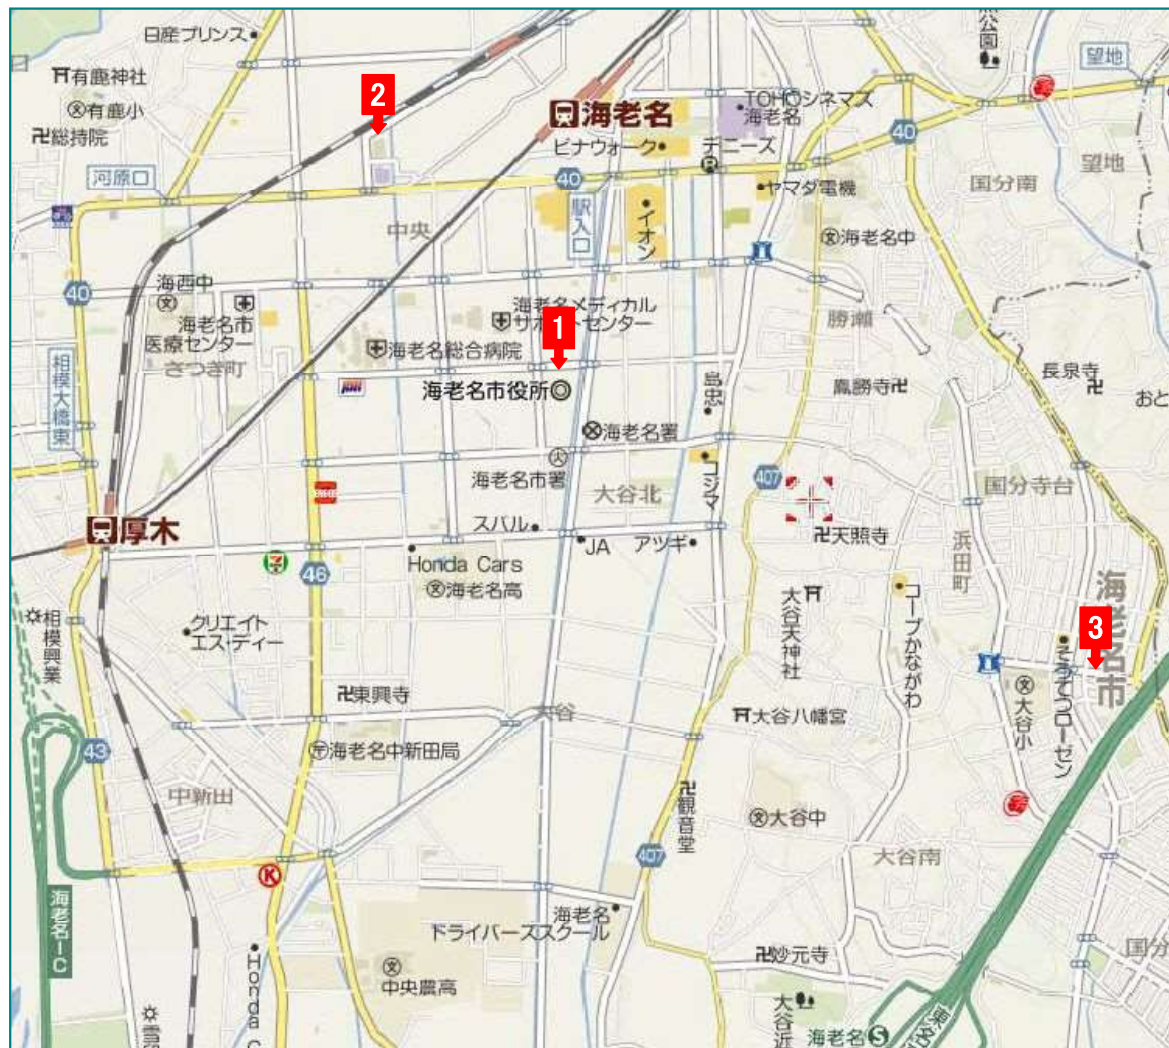 日産プリンス
有鹿神社
有鹿小
総持院
河原口
2
海老名
ビナウォーク
TOHOシネマズ
海老名
デニーズ
ヤマダ電機
40
望地
望地
国分南
40
駅入口
イオン
中央
海老名中
40
海西中
海老名市
医療センター
さつき町
相模大橋東
海老名メディカル
サポートセンター
1
海老名総合病院
海老名市役所
勝瀬
鳳勝寺
長泉寺
おと
島忠
海老名署
海老名市署
コジマ
大谷北
407
国分寺台
厚木
スバル
JA
アツギ
天照寺
浜田町
46
Honda Cars
海老名高
相模興業
クリエイト
エス・ディー
大谷天神社
コープかながわ
海老名市
3
そうてつローゼン
大谷小
東興寺
大谷
大谷八幡宮
43
海老名中新田局
中新田
観音堂
大谷中
407
大谷南
K
海老名IC
海老名
ドライバーズスクール
Honda C
中央農高
妙元寺
国分
大谷近
海老名
S
東名